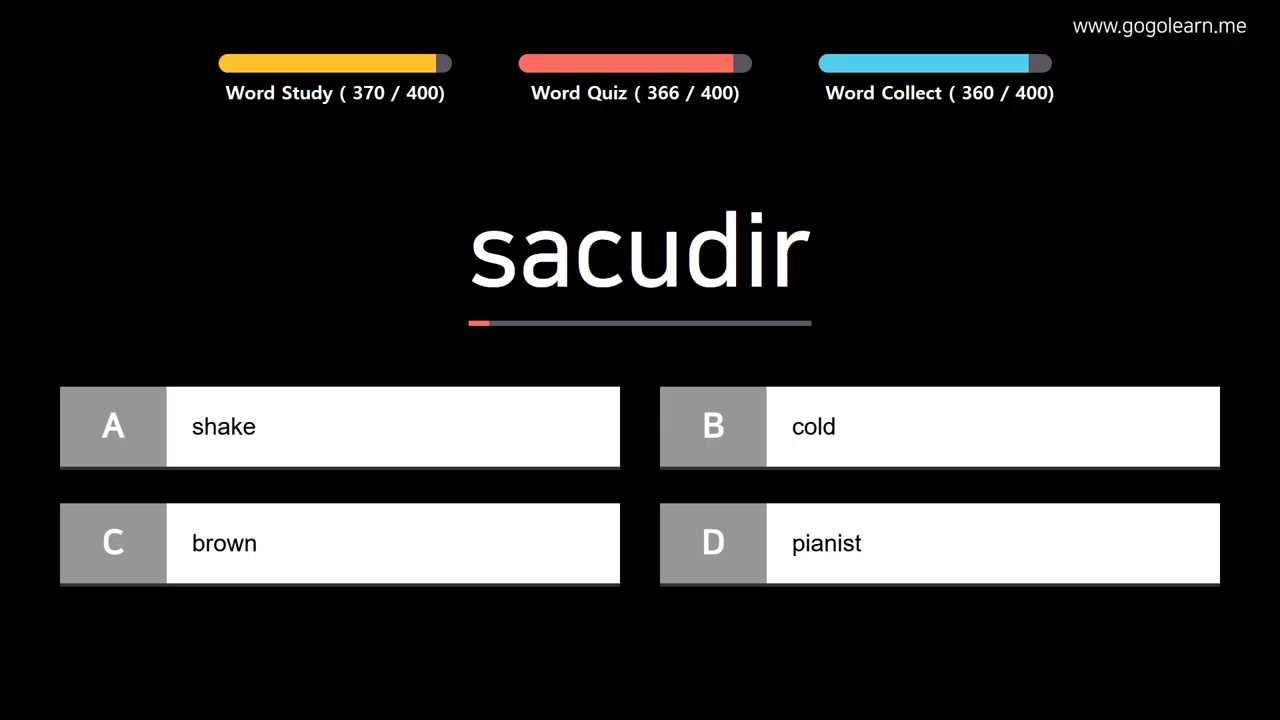 www.gogolearn.me
Word Study ( 370 / 400)
Word Quiz ( 366 / 400)
Word Collect ( 360 / 400)
sacudir
A shake
B cold
C brown
D pianist